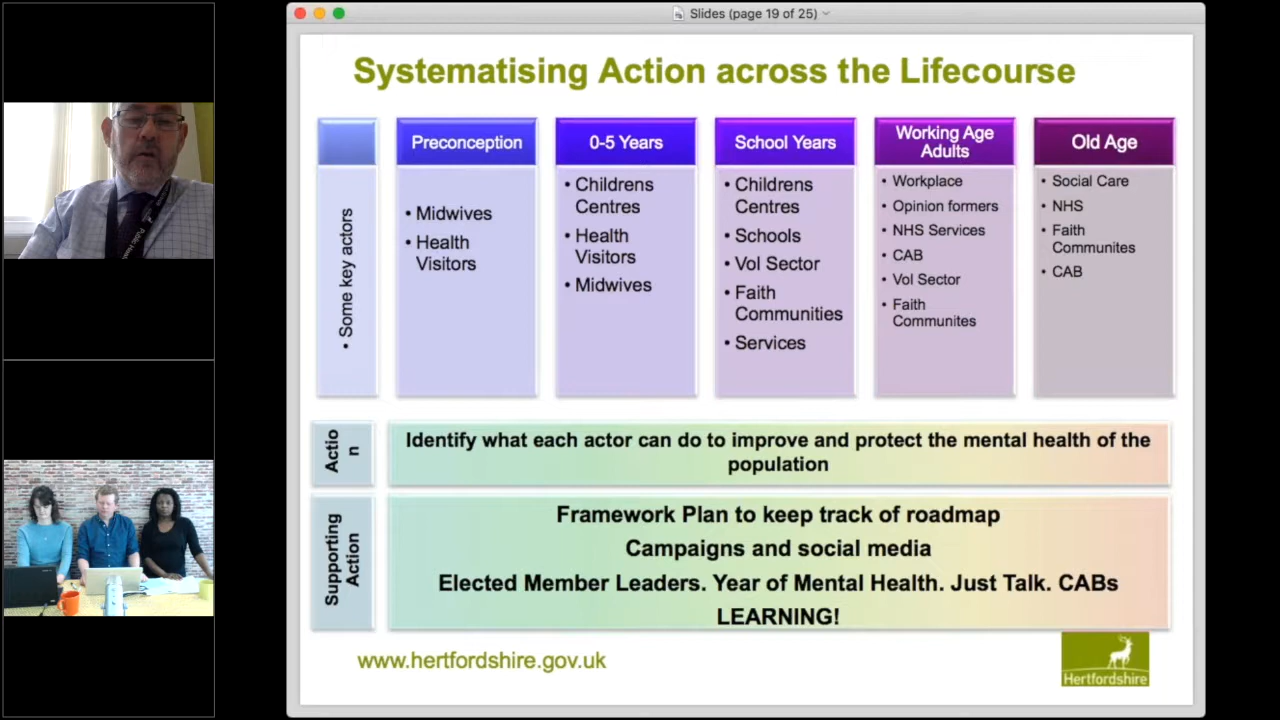 Slides (page 19 of 25)
Systematising Action across the Lifecourse
• Some key actors
Preconception
• Midwives
• Health
Visitors
0-5 Years
• Childrens
Centres
• Health
Visitors
• Midwives
School Years
• Childrens
Centres
• Schools
• Vol Sector
• Faith
Communities
• Services
Working Age
Adults
• Workplace
• Opinion formers
• NHS Services
• CAB
• Vol Sector
• Faith
Communites
Old Age
• Social Care
• NHS
• Faith
Communites
• CAB
Actio
n
Identify what each actor can do to improve and protect the mental health of the
population
Supporting
Action
Framework Plan to keep track of roadmap
Campaigns and social media
Elected Member Leaders. Year of Mental Health. Just Talk. CABs
LEARNING!
www.hertfordshire.gov.uk
Hertfordshire
Public